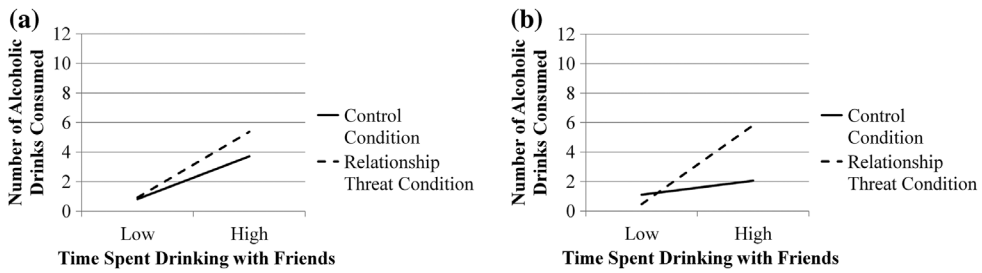 (a)
Number of Alcoholic
Drinks Consumed
12
10
8
6
4
2
0
Low
High
Time Spent Drinking with Friends
Control
Condition
Relationship
Threat Condition
(b)
Number of Alcoholic
Drinks Consumed
12
10
8
6
4
2
0
Low
High
Time Spent Drinking with Friends
Control
Condition
Relationship
Threat Condition